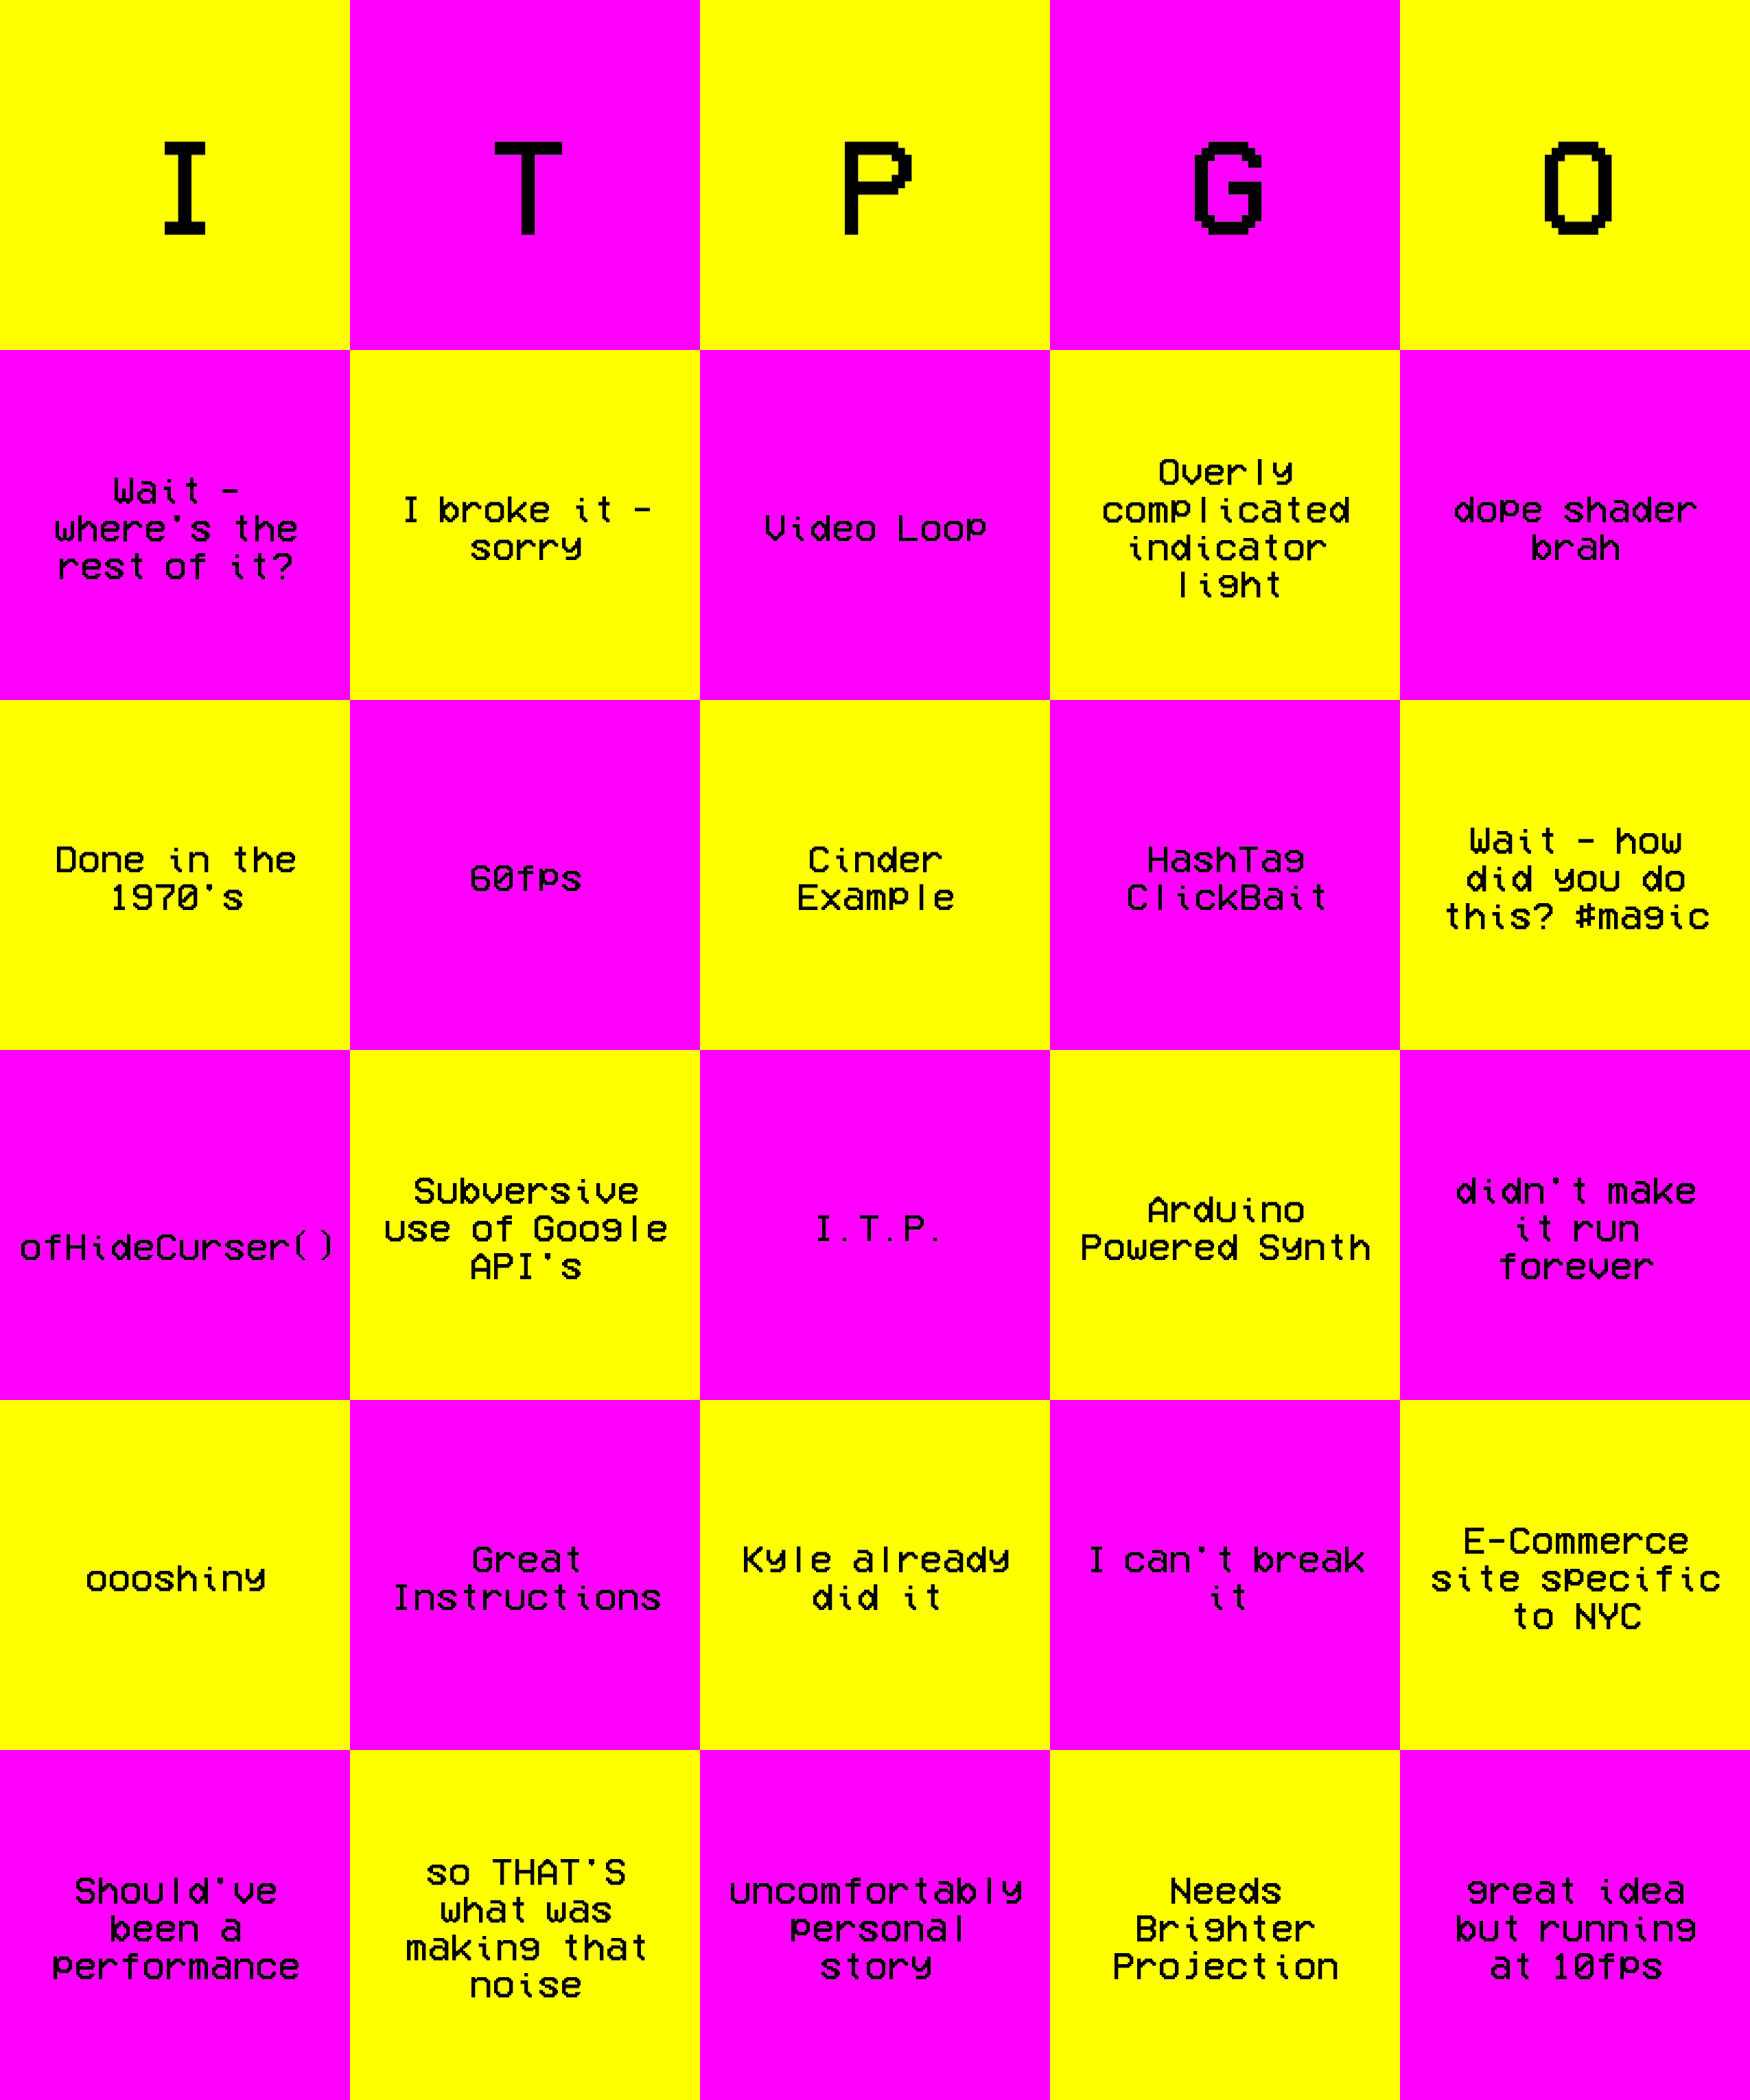 I T P G O
Wait -
where's the
rest of it?
I broke it -
sorry
Video Loop
Overly
complicated
indicator
light
dope shader
brah
Done in the
1970's
60fps
Cinder
Example
HashTag
ClickBait
Wait - how
did you do
this? #magic
ofHideCurser()
Subversive
use of Google
API's
I.T.P.
Arduino
Powered Synth
didn't make
it run
forever
oooshiny
Great
Instructions
Kyle already
did it
I can't break
it
E-Commerce
site specific
to NYC
Should've
been a
performance
so THAT'S
what was
making that
noise
uncomfortably
personal
story
Needs
Brighter
Projection
great idea
but running
at 10fps